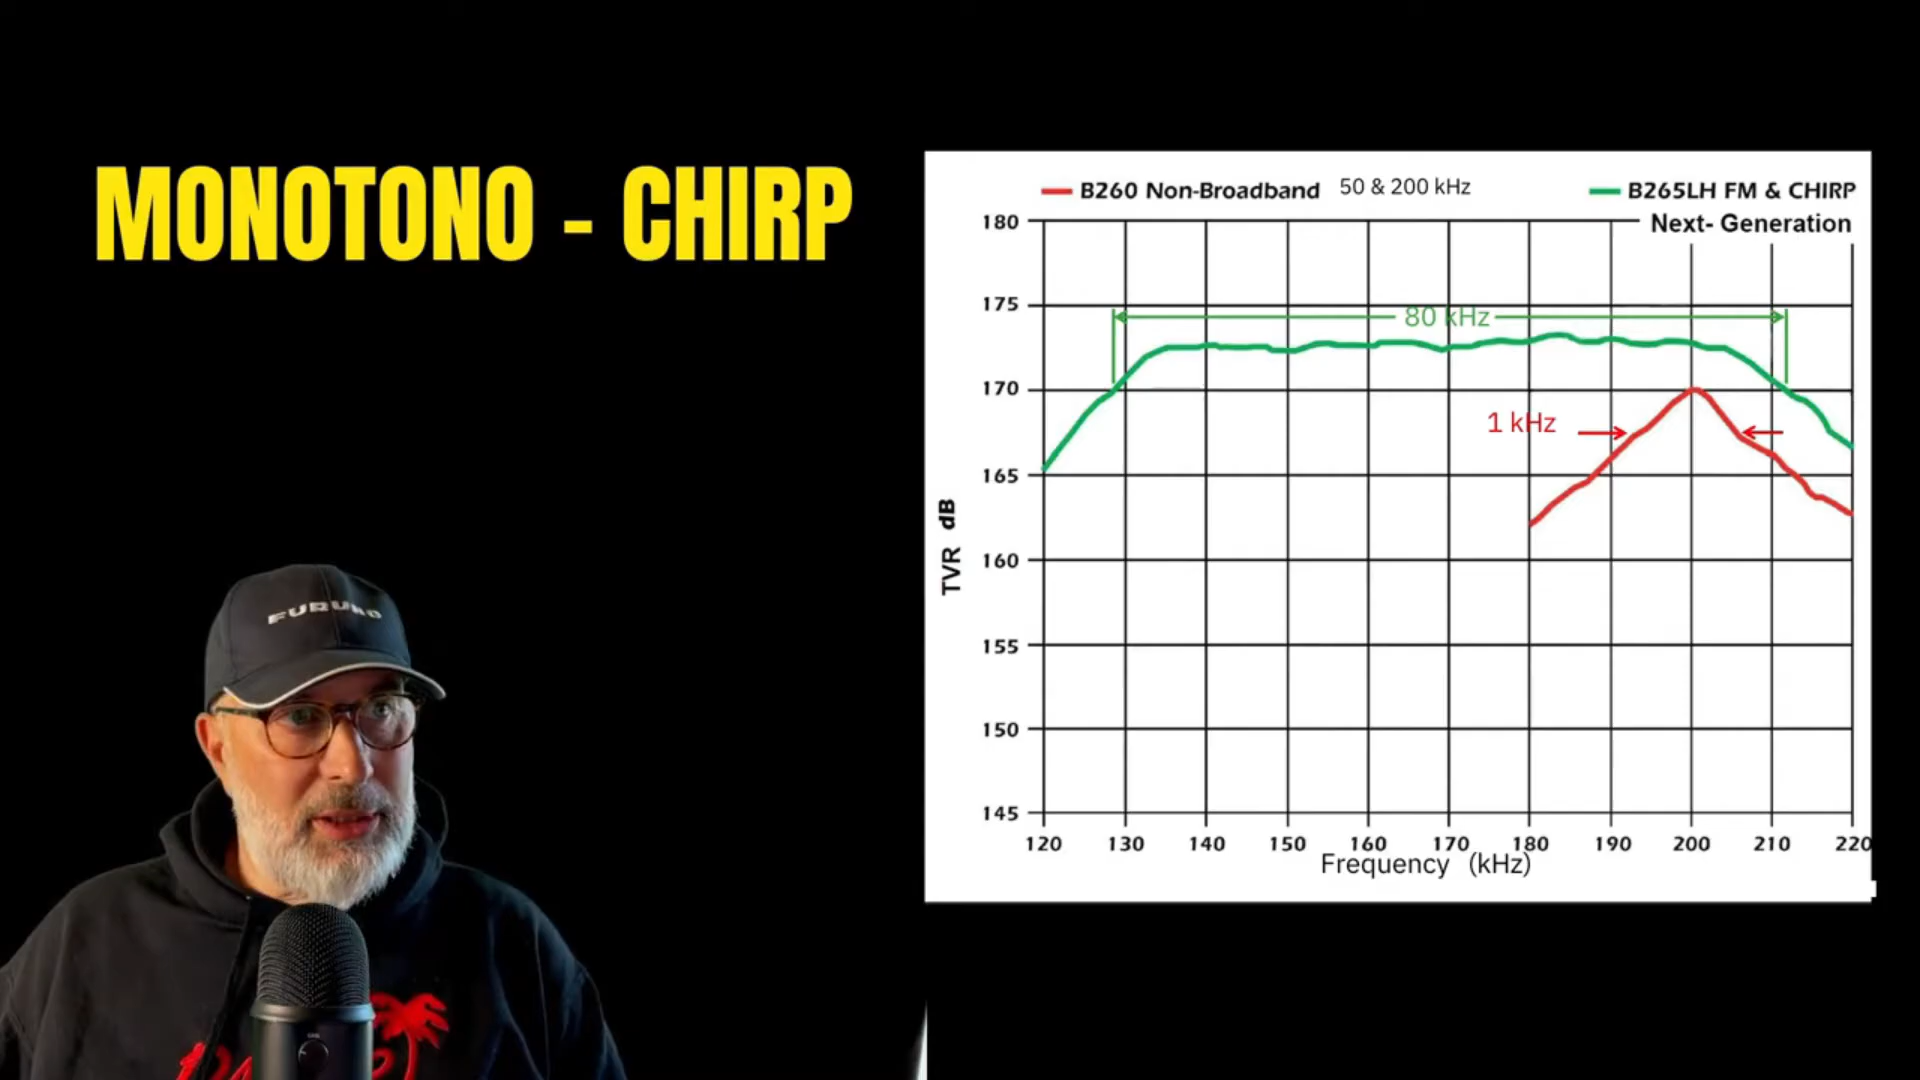 MONOTONO - CHIRP
B260 Non-Broadband 50 & 200 kHz
B265LH FM & CHIRP
Next- Generation
180
175
170
165
160
155
150
145
80 kHz
1 kHz
TVR dB
120 130 140 150 160 170 180 190 200 210 220
Frequency (kHz)
FURUNO